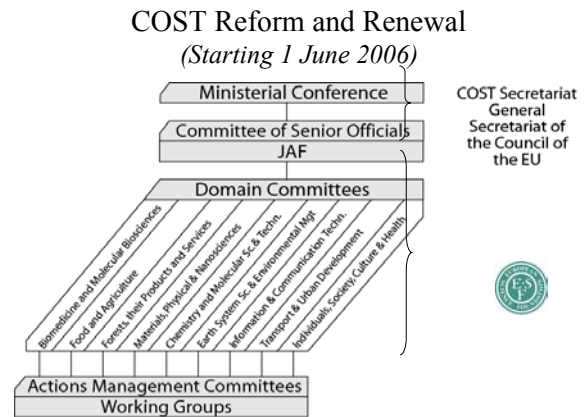 COST Reform and Renewal
(Starting 1 June 2006)
Ministerial Conference
Committee of Senior Officials
JAF
COST Secretariat
General
Secretariat of
the Council of
the EU
Domain Committees
Biomedicine and Molecular Biosciences
Food and Agriculture
Forests, their Products and Services
Materials, Physical & Nanosciences
Chemistry and Molecular Sc. & Techn.
Earth System Sc. & Environmental Mgt
Information & Communication Techn.
Transport & Urban Development
Individuals, Society, Culture & Health
Actions Management Committees
Working Groups